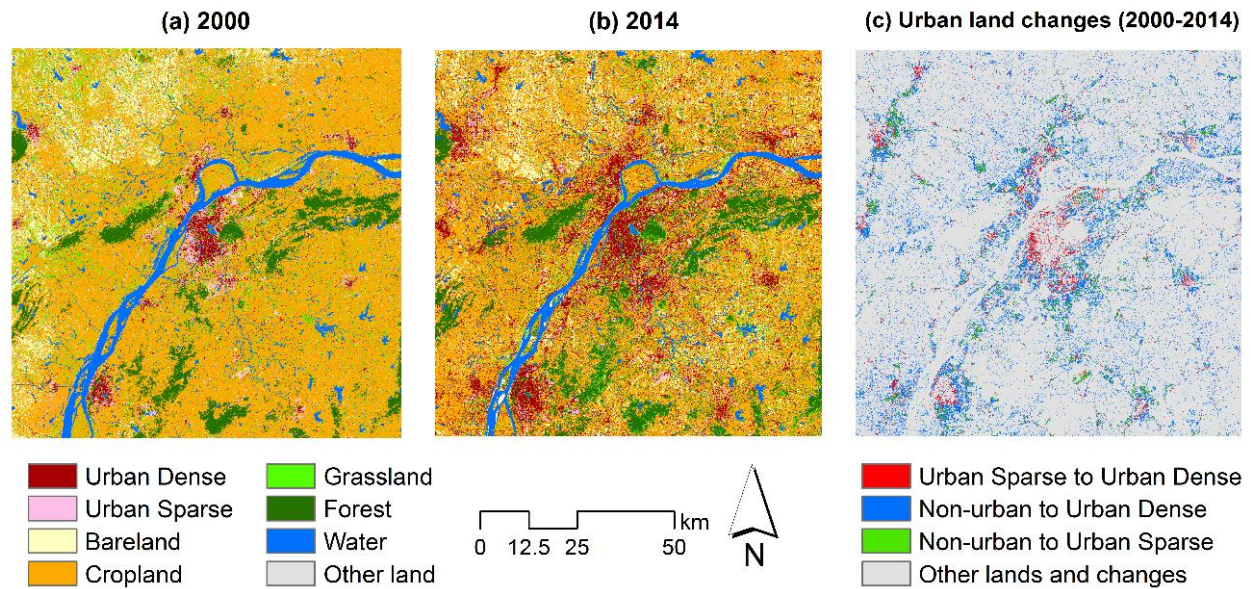 (a) 2000
(b) 2014
(c) Urban land changes (2000-2014)
Urban Dense
Urban Sparse
Bareland
Cropland
Grassland
Forest
Water
Other land
km
0 12.5 25 50
N
Urban Sparse to Urban Dense
Non-urban to Urban Dense
Non-urban to Urban Sparse
Other lands and changes